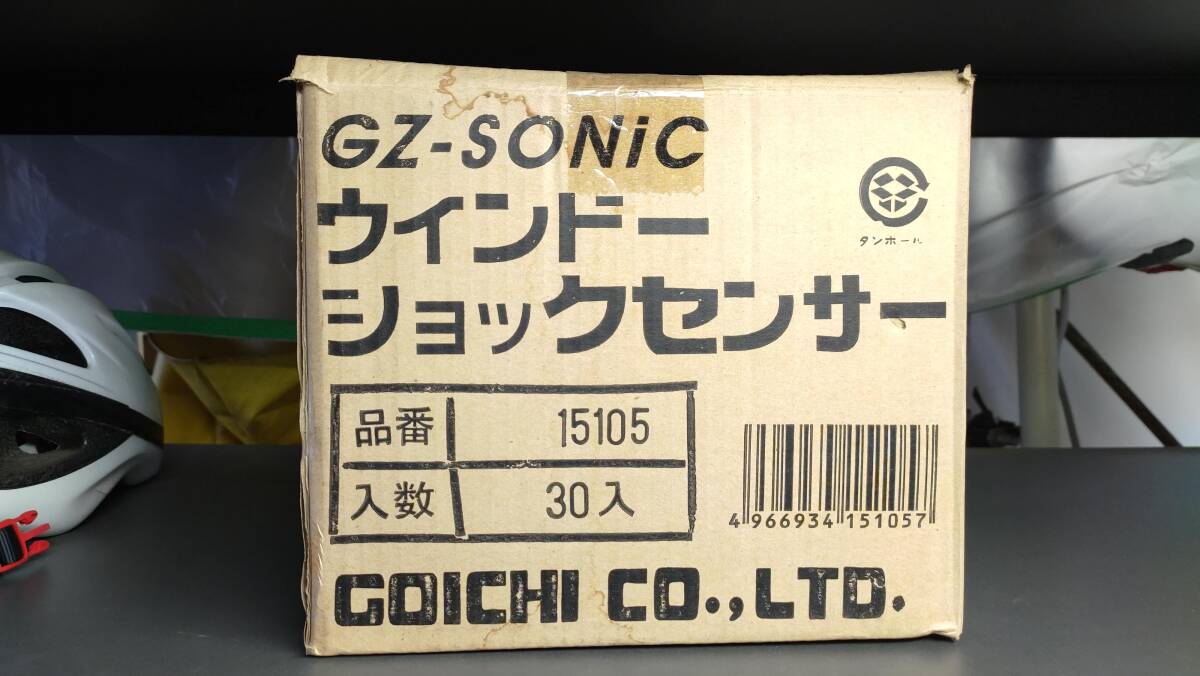 GZ-SONiC
ウインドー
ショックセンサー
タンホール
品番 15105
入数 30入
4 966934 151057
GOICHI CO.,LTD.